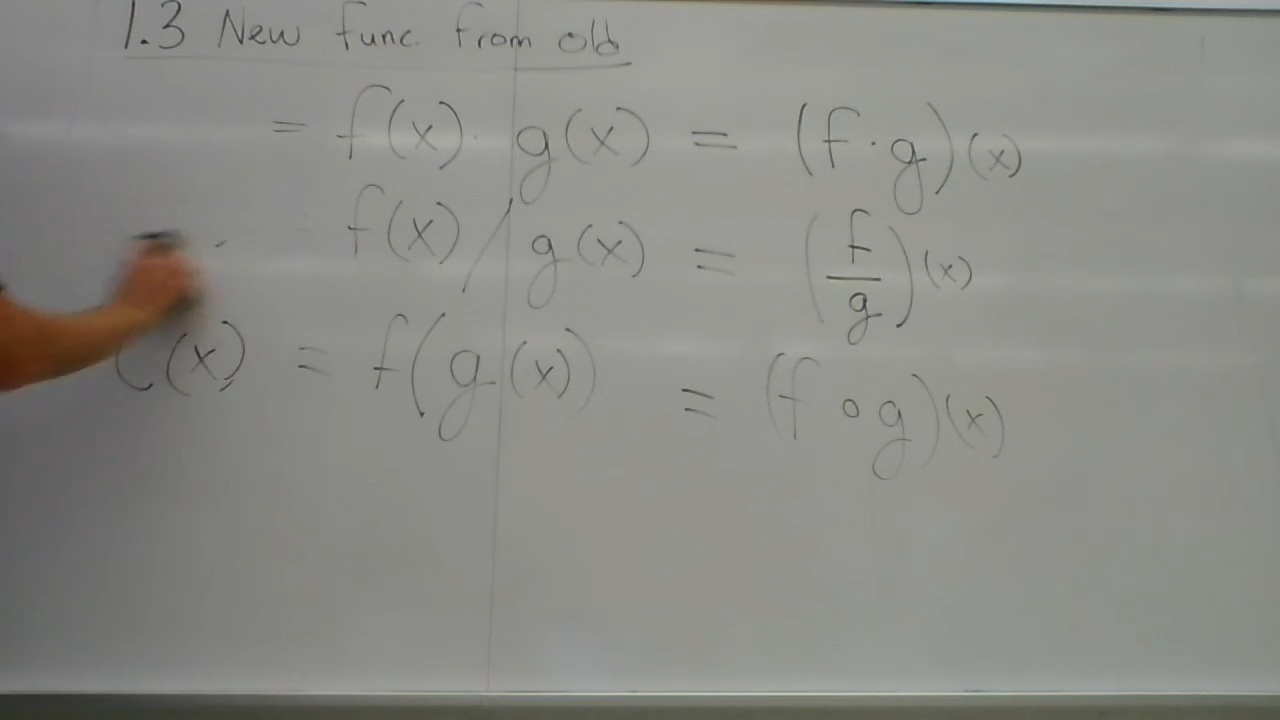 1.3 New func. from old
= f(x) · g(x) = (f · g)(x)
f(x) / g(x) = (f/g)(x)
C(x) = f(g(x)) = (f ∘ g)(x)